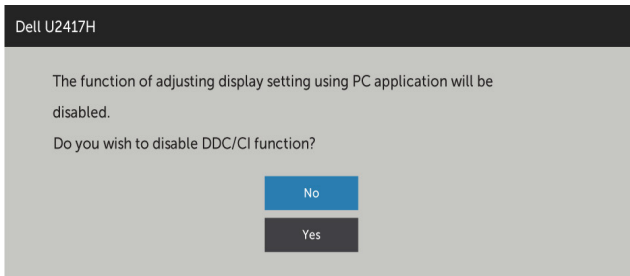 Dell U2417H
The function of adjusting display setting using PC application will be
disabled.
Do you wish to disable DDC/CI function?
No
Yes